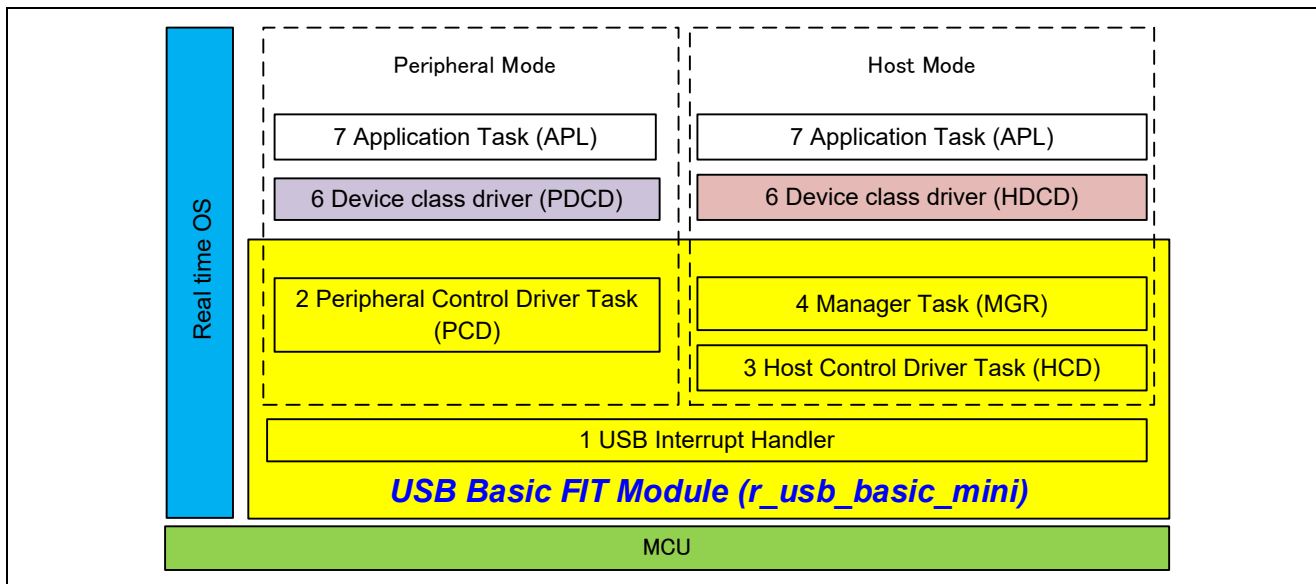 Real time OS
Peripheral Mode
Host Mode
7 Application Task (APL)
7 Application Task (APL)
6 Device class driver (PDCD)
6 Device class driver (HDCD)
2 Peripheral Control Driver Task
(PCD)
4 Manager Task (MGR)
3 Host Control Driver Task (HCD)
1 USB Interrupt Handler
USB Basic FIT Module (r_usb_basic_mini)
MCU